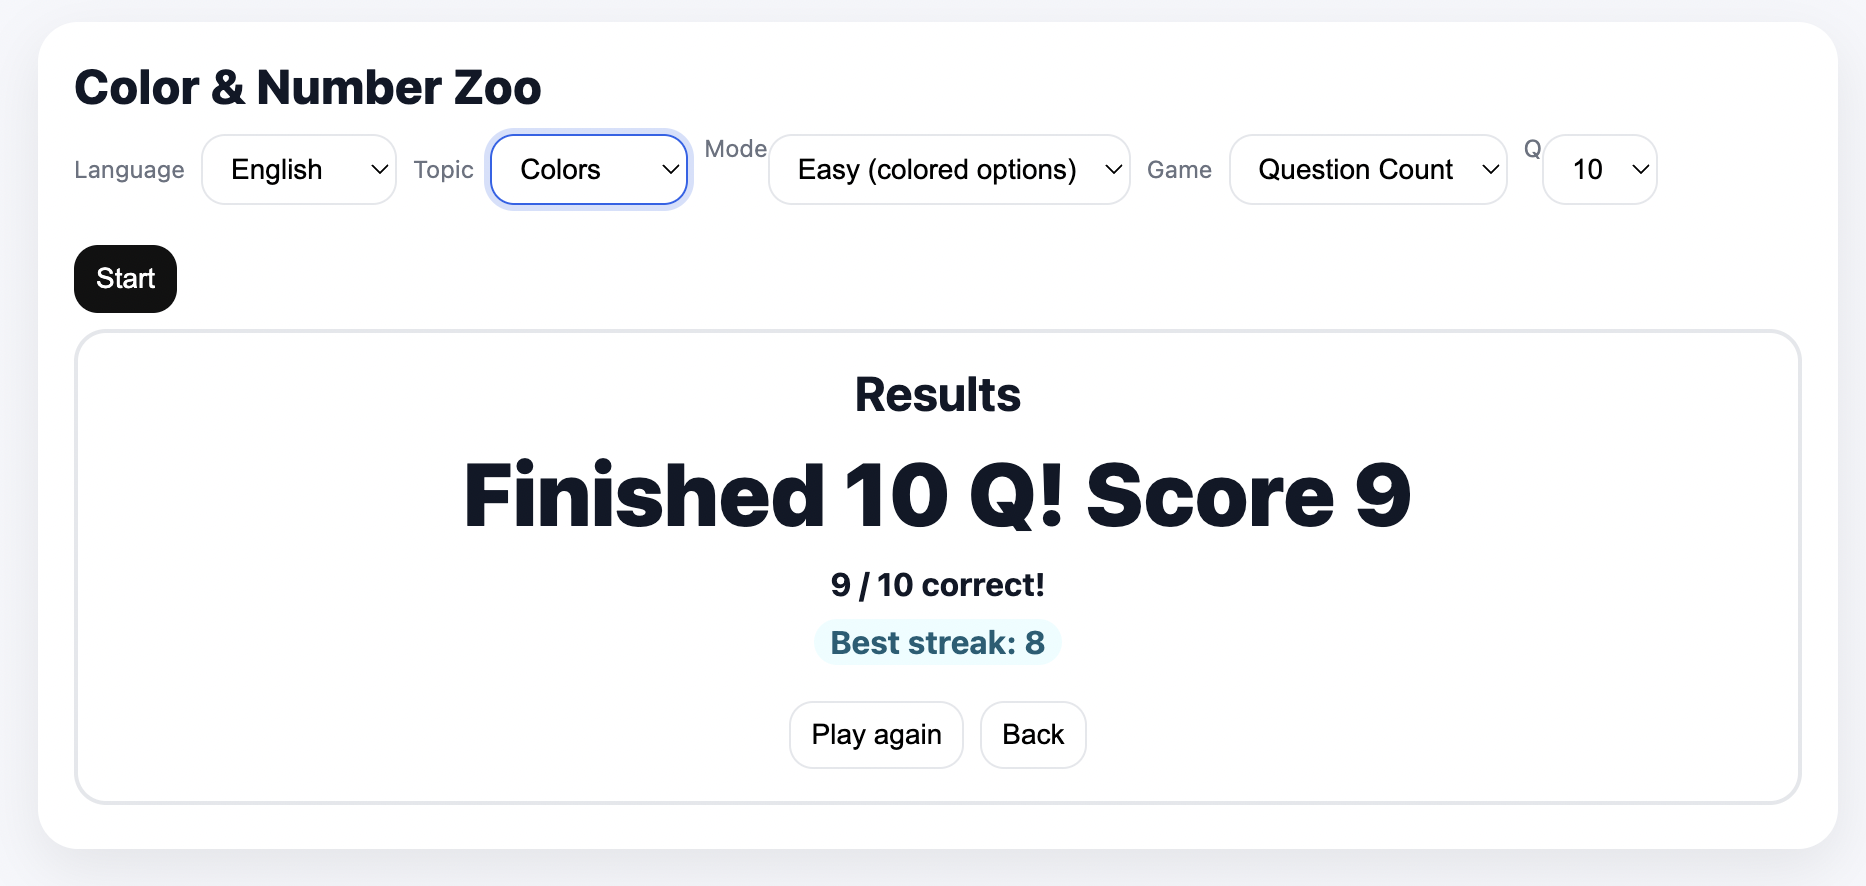 Color & Number Zoo
Language English Topic Colors Mode Easy (colored options) Game Question Count Q 10
Start
Results
Finished 10 Q! Score 9
9 / 10 correct!
Best streak: 8
Play again Back